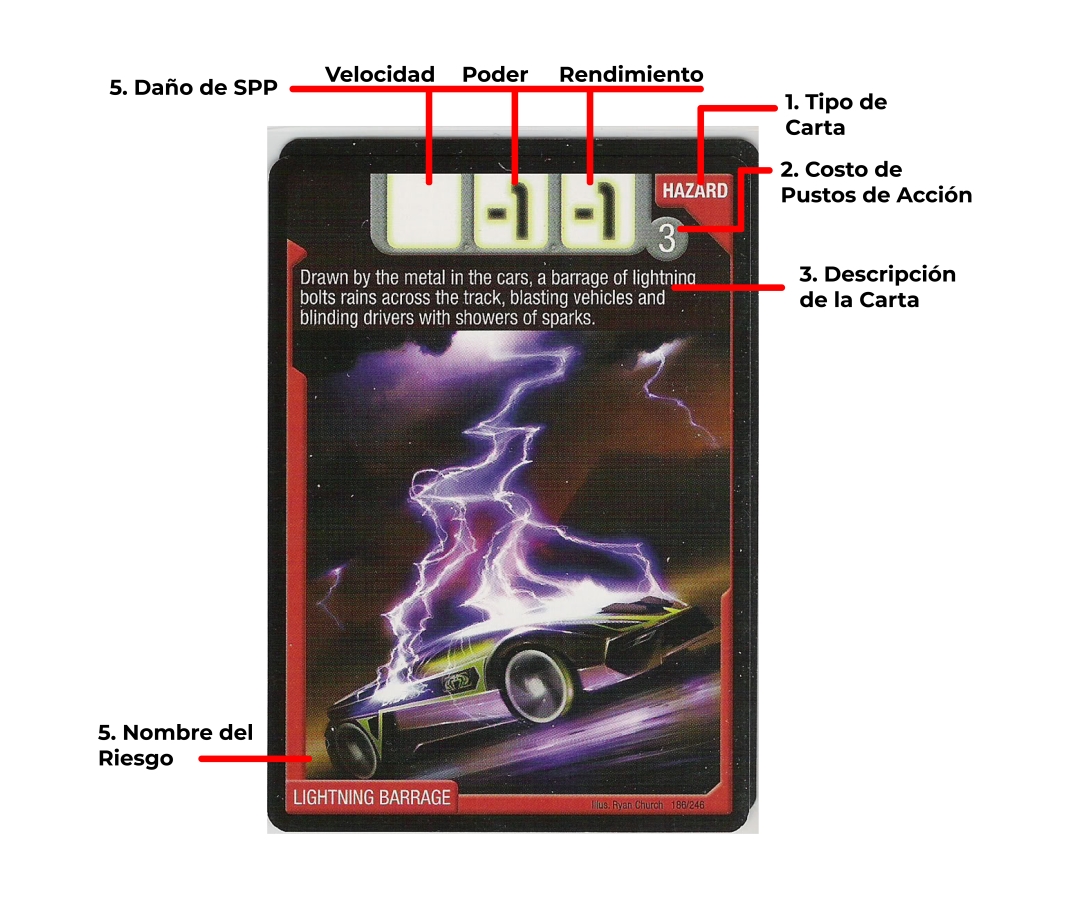 Velocidad Poder Rendimiento
5. Daño de SPP
1. Tipo de
Carta
2. Costo de
Pustos de Acción
HAZARD
-1 -1
3
3. Descripción
de la Carta
Drawn by the metal in the cars, a barrage of lightning
bolts rains across the track, blasting vehicles and
blinding drivers with showers of sparks.
5. Nombre del
Riesgo
LIGHTNING BARRAGE
Illus. Ryan Church 186/246